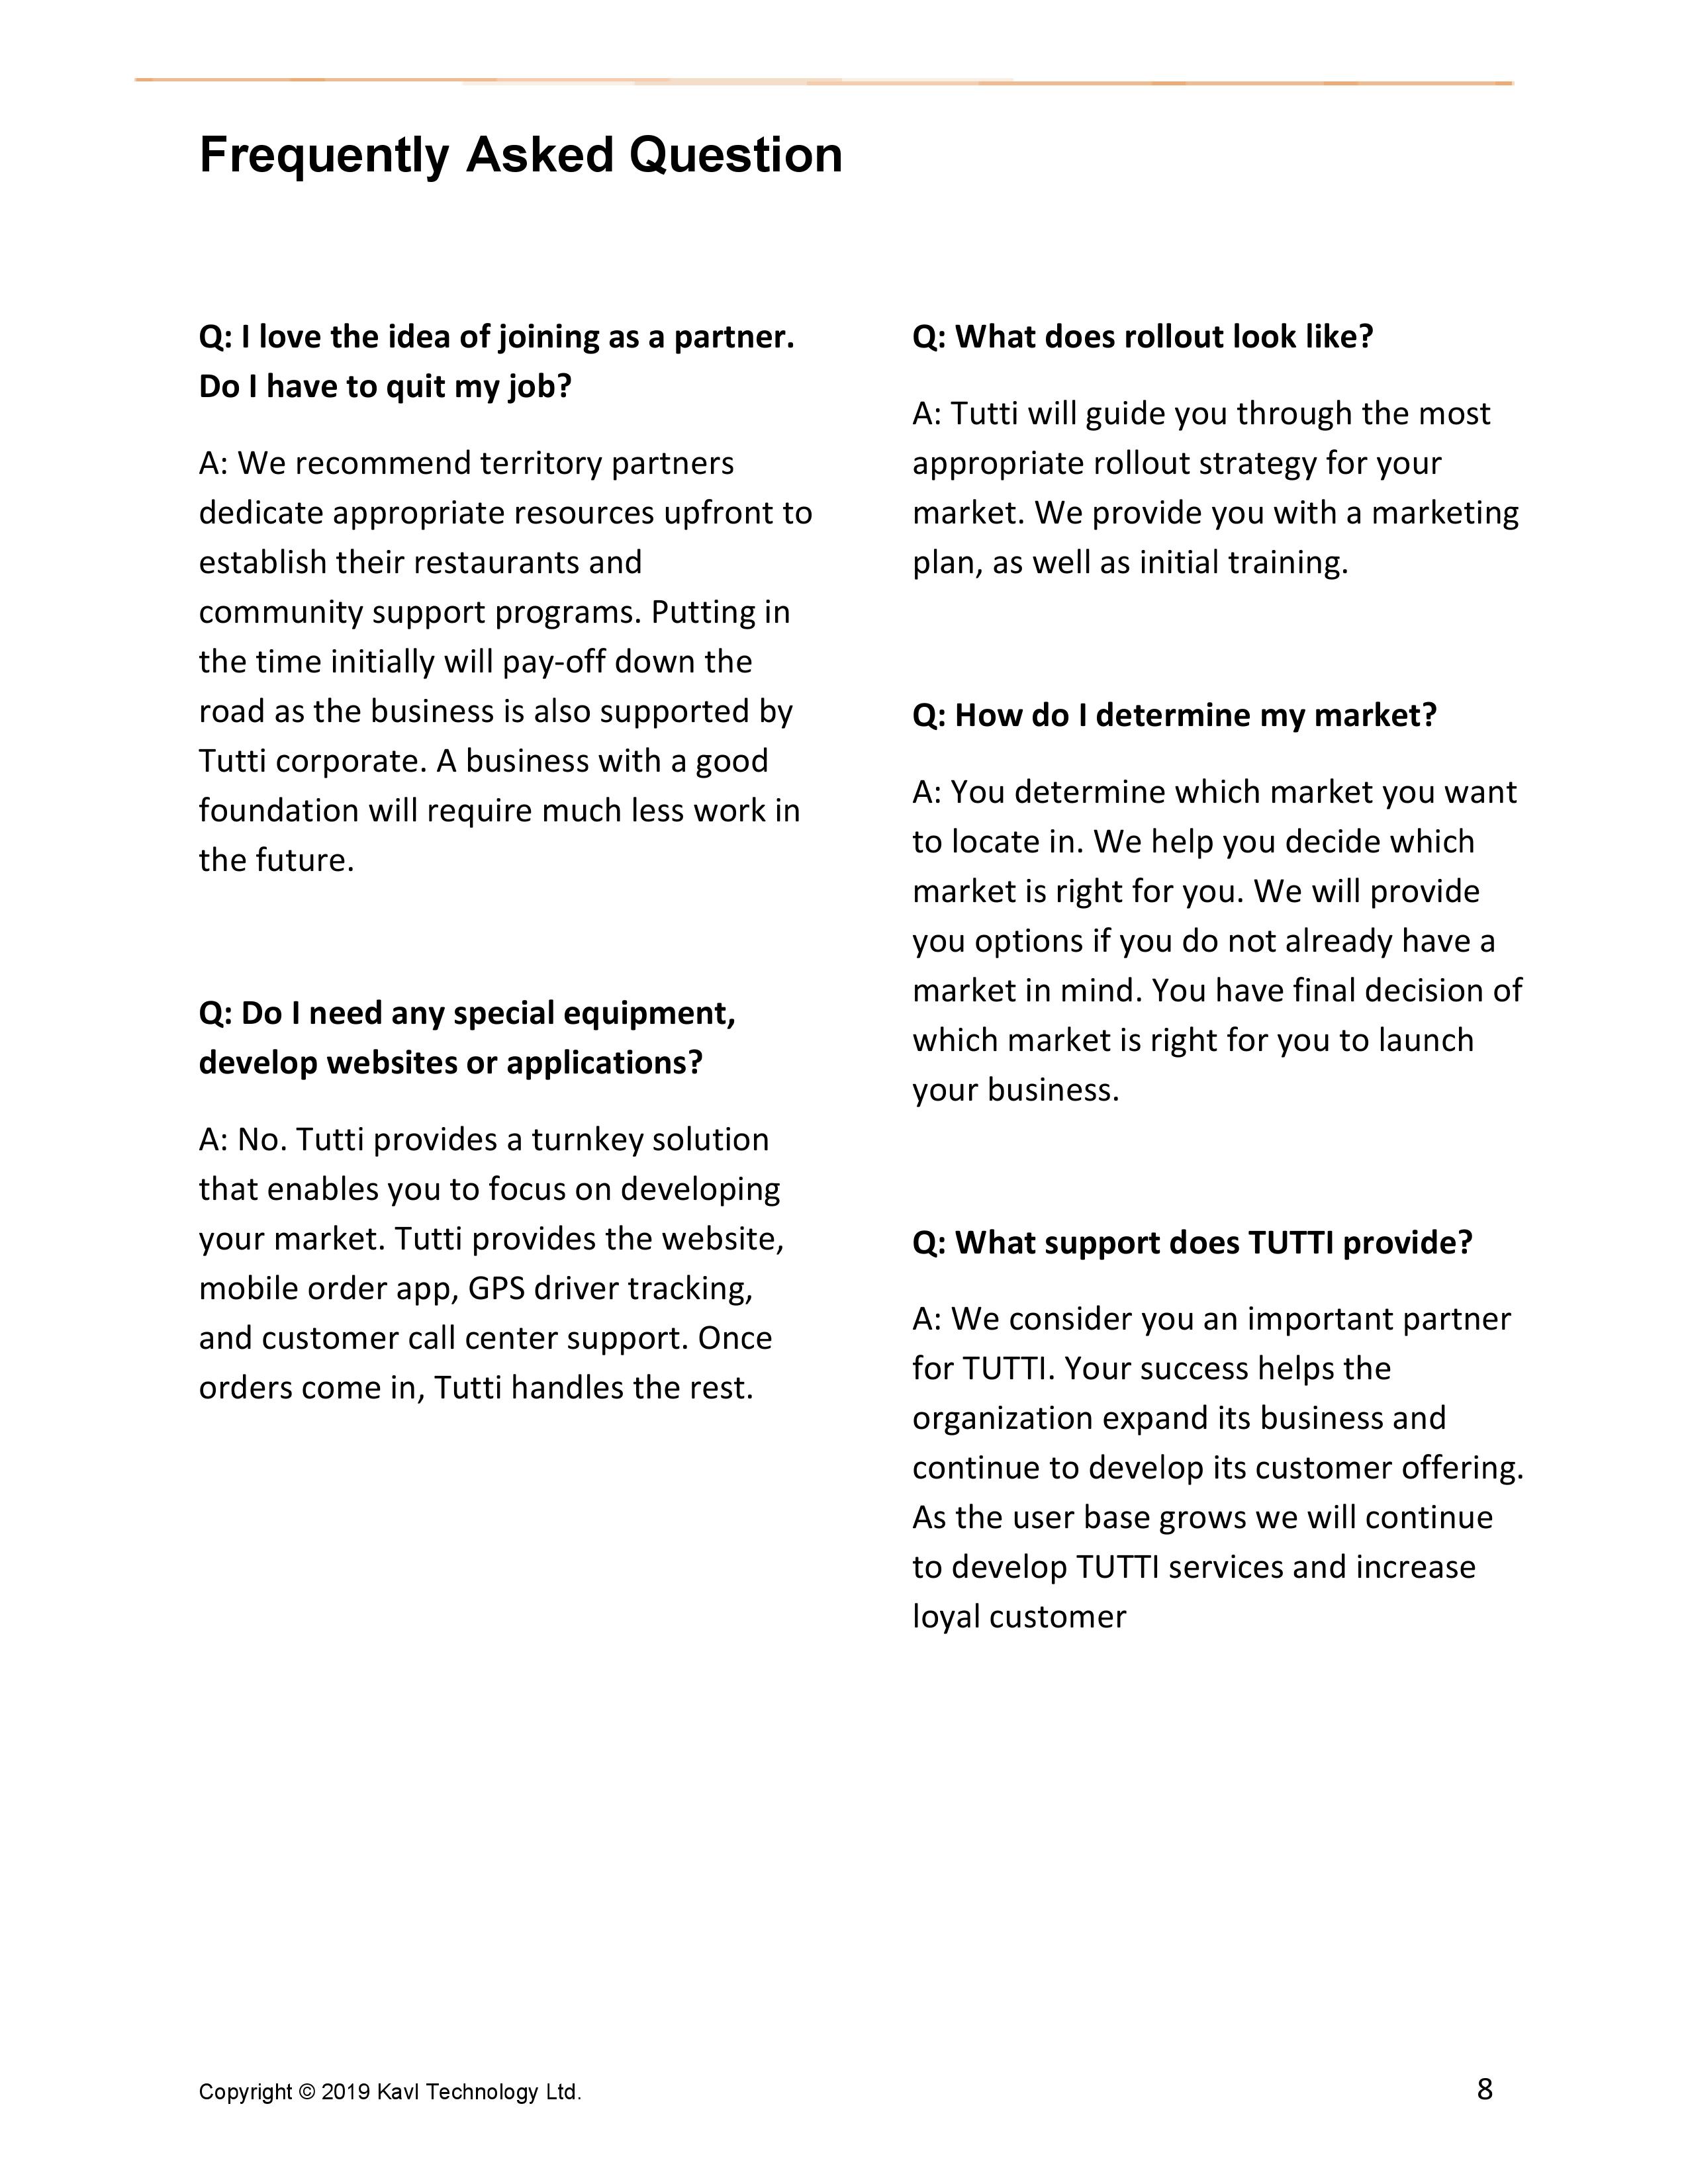 Frequently Asked Question
Q: I love the idea of joining as a partner.
Do I have to quit my job?
A: We recommend territory partners
dedicate appropriate resources upfront to
establish their restaurants and
community support programs. Putting in
the time initially will pay-off down the
road as the business is also supported by
Tutti corporate. A business with a good
foundation will require much less work in
the future.
Q: Do I need any special equipment,
develop websites or applications?
A: No. Tutti provides a turnkey solution
that enables you to focus on developing
your market. Tutti provides the website,
mobile order app, GPS driver tracking,
and customer call center support. Once
orders come in, Tutti handles the rest.
Q: What does rollout look like?
A: Tutti will guide you through the most
appropriate rollout strategy for your
market. We provide you with a marketing
plan, as well as initial training.
Q: How do I determine my market?
A: You determine which market you want
to locate in. We help you decide which
market is right for you. We will provide
you options if you do not already have a
market in mind. You have final decision of
which market is right for you to launch
your business.
Q: What support does TUTTI provide?
A: We consider you an important partner
for TUTTI. Your success helps the
organization expand its business and
continue to develop its customer offering.
As the user base grows we will continue
to develop TUTTI services and increase
loyal customer
Copyright © 2019 Kavl Technology Ltd.
8